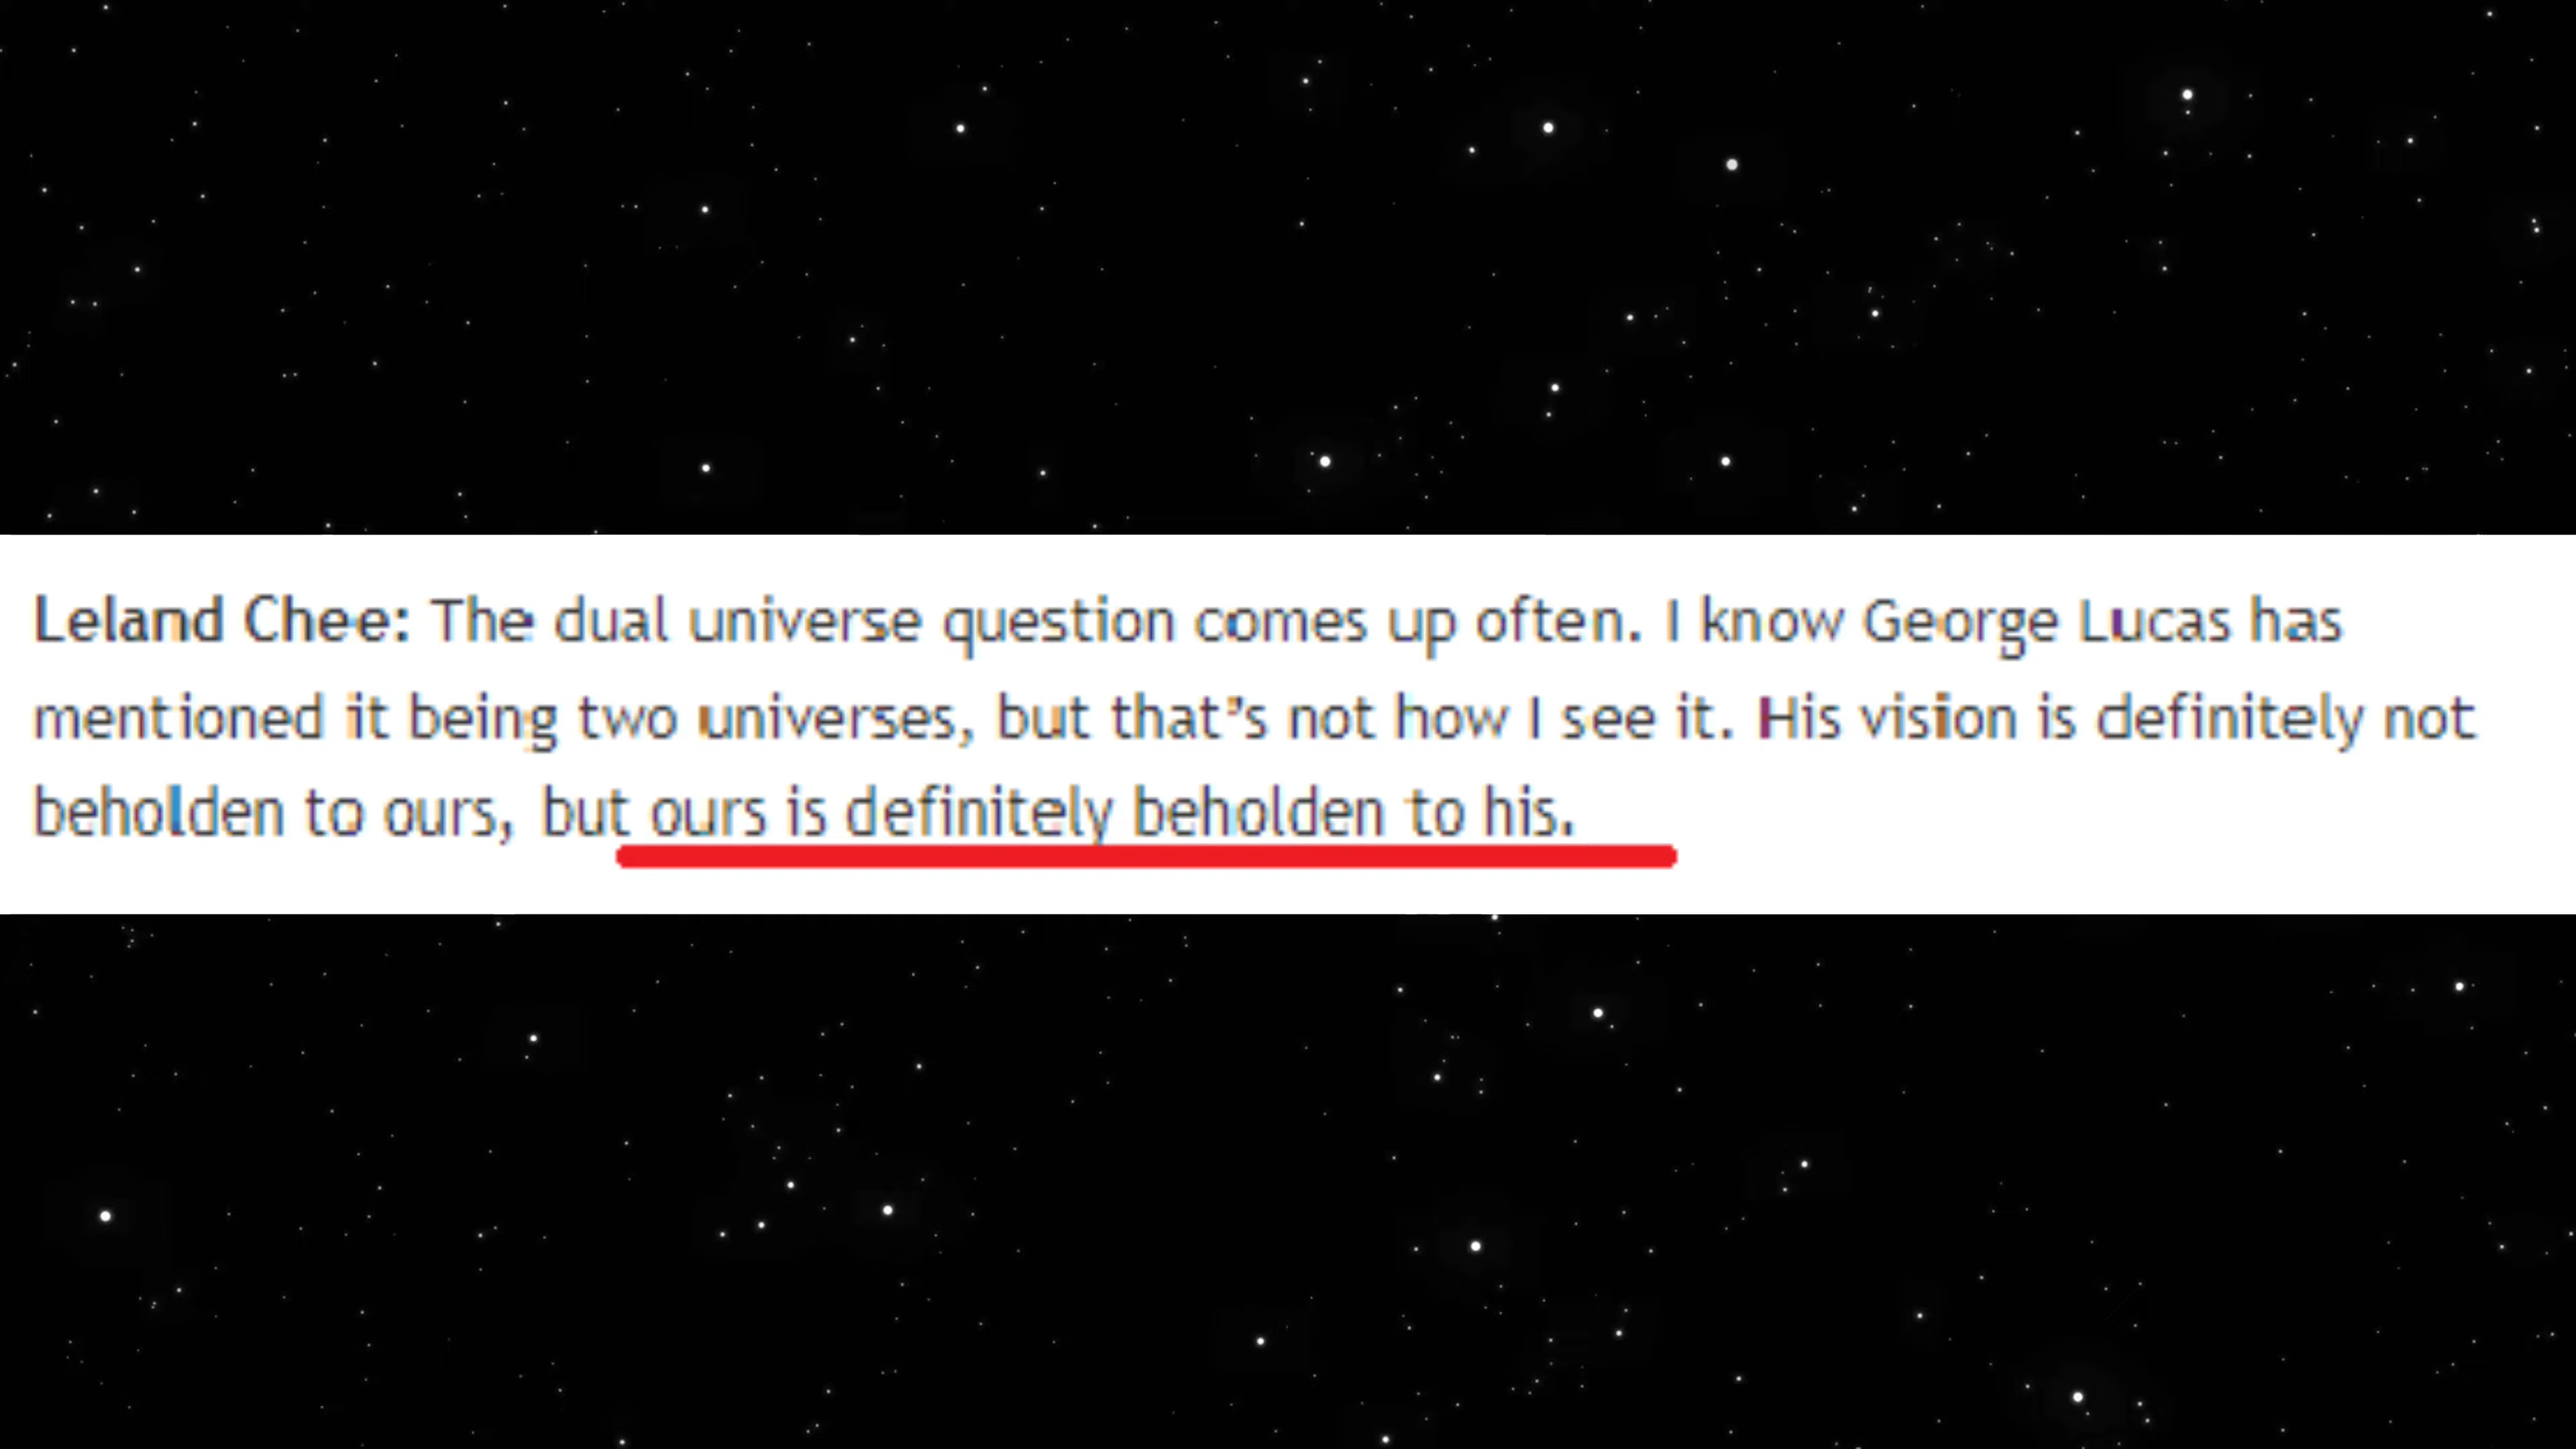 Leland Chee: The dual universe question comes up often. I know George Lucas has
mentioned it being two universes, but that's not how I see it. His vision is definitely not
beholden to ours, but ours is definitely beholden to his.